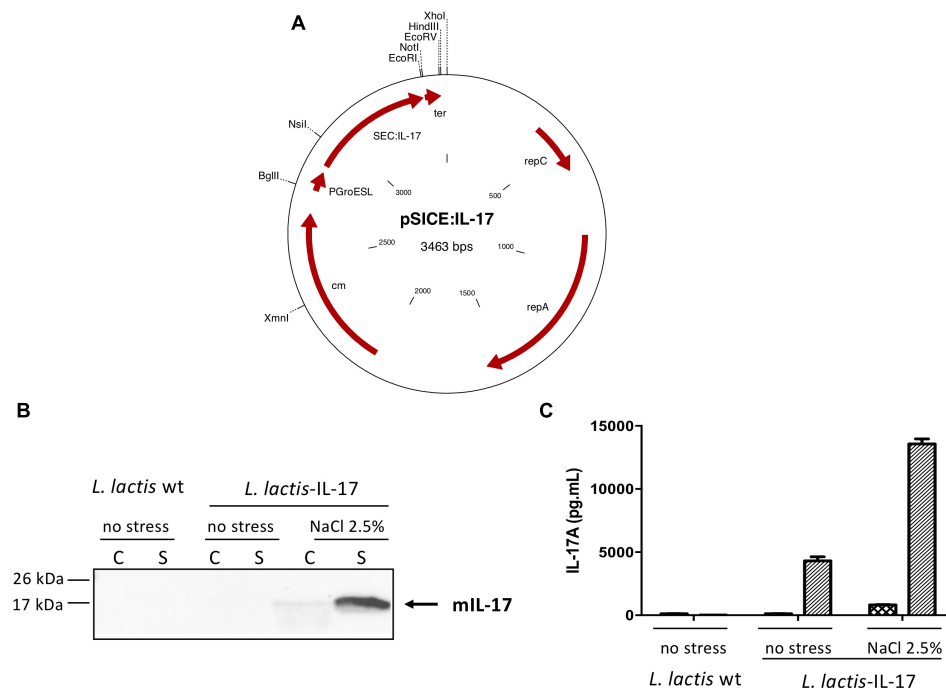 A
XhoI
HindIII
EcoRV
NotI
EcoRI
NsiI
BglII
XmnI
ter
SEC:IL-17
repC
PGroESL
3000
500
pSICE:IL-17
3463 bps
2500
1000
cm
2000
1500
repA
B
L. lactis wt
L. lactis-IL-17
no stress
no stress
NaCl 2.5%
C S C S C S
26 kDa
17 kDa
mIL-17
C
IL-17A (pg.mL)
15000
10000
5000
0
no stress
no stress
NaCl 2.5%
L. lactis wt
L. lactis-IL-17